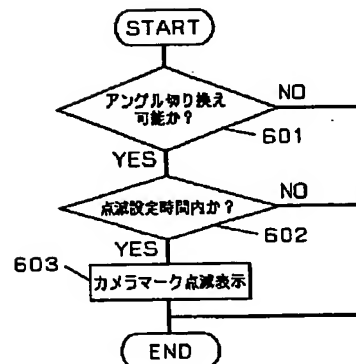 START
アングル切り換え
可能か？
NO
601
YES
点滅設定時間内か？
NO
602
YES
603
カメラマーク点滅表示
END